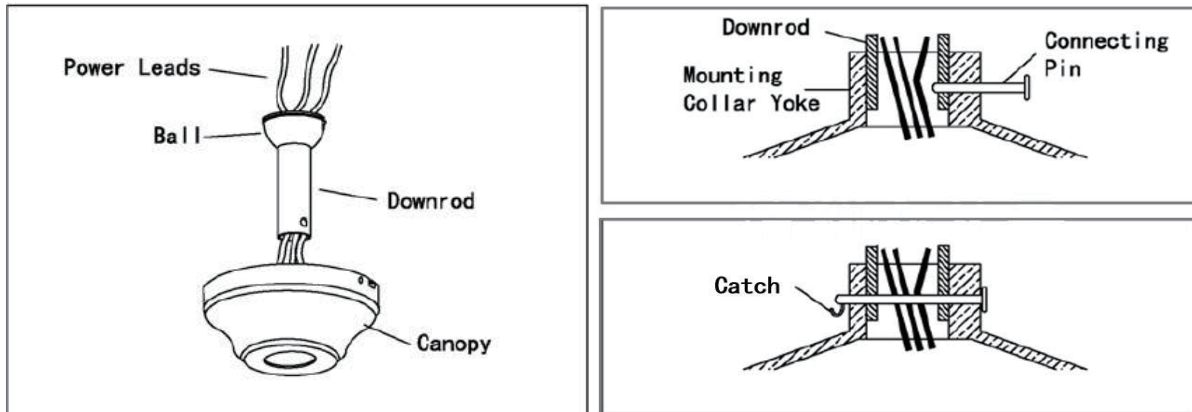 Power Leads
Ball
Downrod
Canopy
Downrod
Connecting
Pin
Mounting
Collar Yoke
Catch